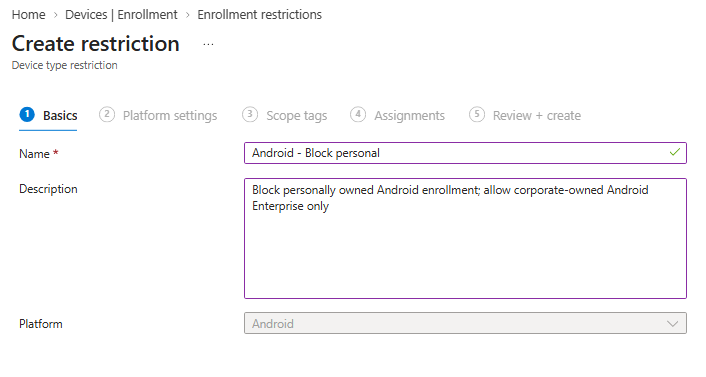 Home > Devices | Enrollment > Enrollment restrictions
Create restriction ...
Device type restriction
1 Basics 2 Platform settings 3 Scope tags 4 Assignments 5 Review + create
Name * Android - Block personal
Description Block personally owned Android enrollment; allow corporate-owned Android
Enterprise only
Platform Android